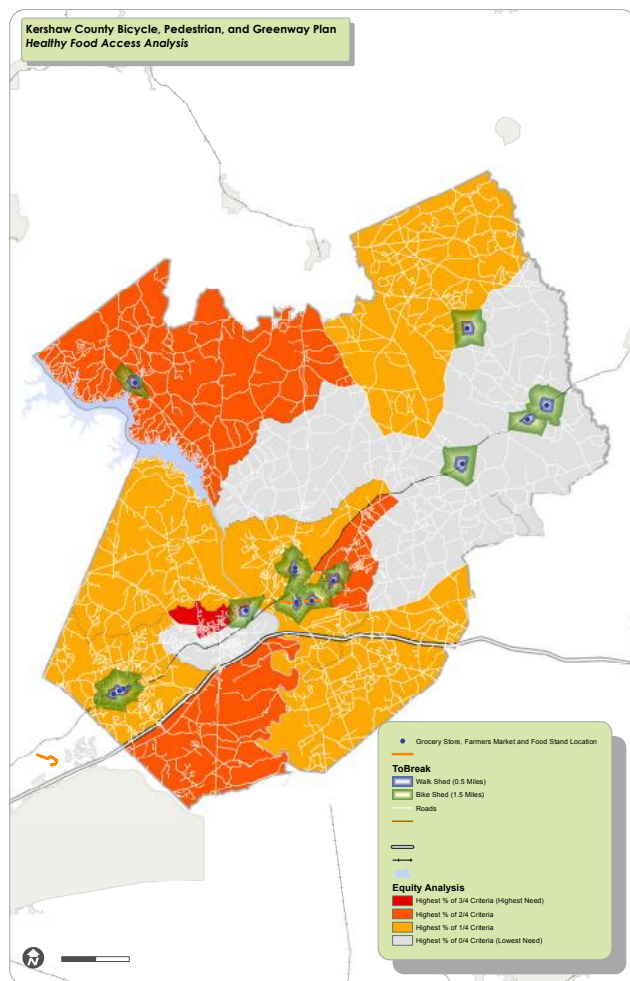 Kershaw County Bicycle, Pedestrian, and Greenway Plan
Healthy Food Access Analysis
Grocery Store, Farmers Market and Food Stand Location
ToBreak
Walk Shed (0.5 Miles)
Bike Shed (1.5 Miles)
Roads
Equity Analysis
Highest % of 3/4 Criteria (Highest Need)
Highest % of 2/4 Criteria
Highest % of 1/4 Criteria
Highest % of 0/4 Criteria (Lowest Need)
N